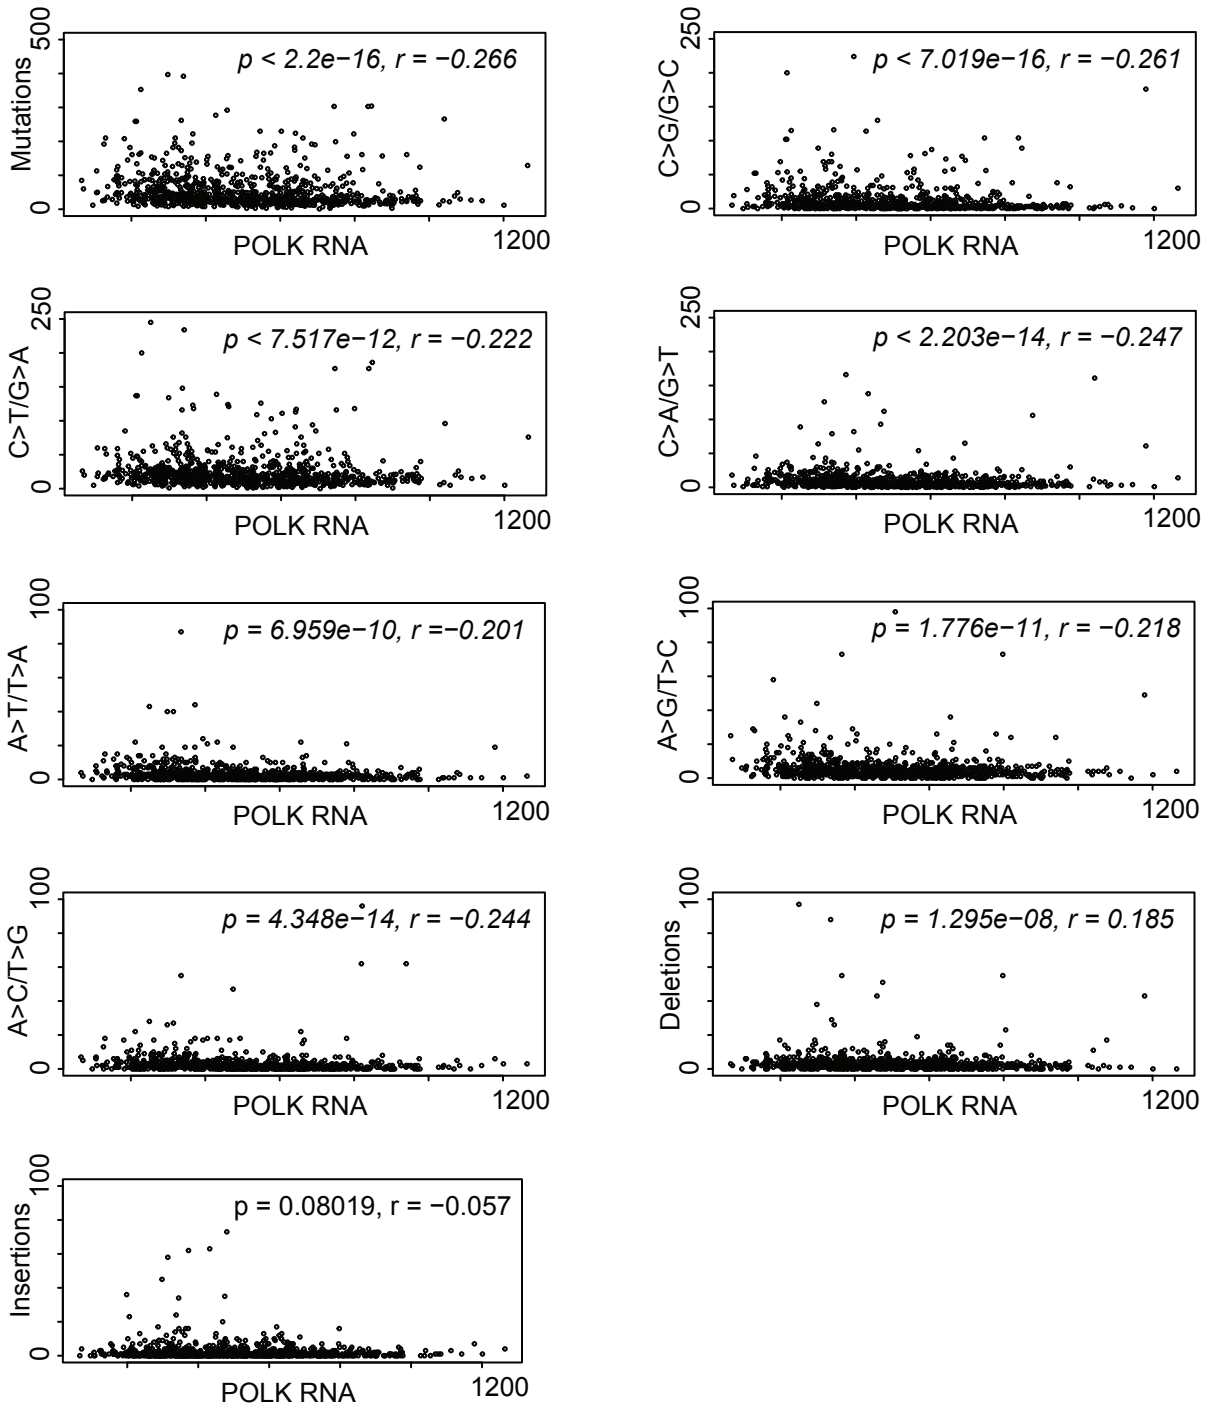 Mutations
500
0
p < 2.2e−16, r = −0.266
POLK RNA
1200
C>G/G>C
250
0
p < 7.019e−16, r = −0.261
POLK RNA
1200
C>T/G>A
250
0
p < 7.517e−12, r = −0.222
POLK RNA
1200
C>A/G>T
250
0
p < 2.203e−14, r = −0.247
POLK RNA
1200
A>T/T>A
100
0
p = 6.959e−10, r =−0.201
POLK RNA
1200
A>G/T>C
100
0
p = 1.776e−11, r = −0.218
POLK RNA
1200
A>C/T>G
100
0
p = 4.348e−14, r = −0.244
POLK RNA
1200
Deletions
100
0
p = 1.295e−08, r = 0.185
POLK RNA
1200
Insertions
100
0
p = 0.08019, r = −0.057
POLK RNA
1200